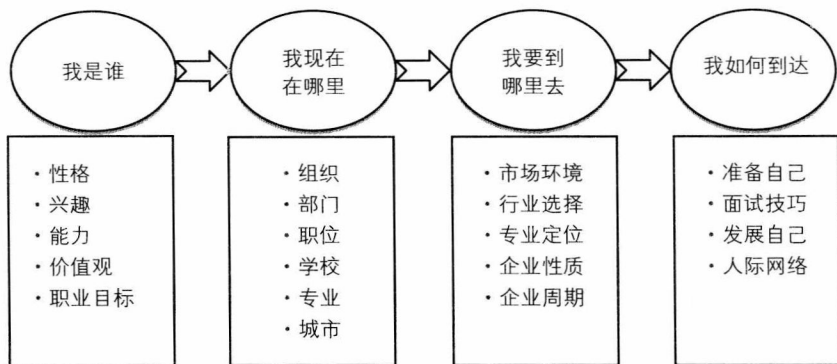 我是谁
我现在
在哪里
我要到
哪里去
我如何到达
·性格
·兴趣
·能力
·价值观
·职业目标
·组织
·部门
·职位
·学校
·专业
·城市
·市场环境
·行业选择
·专业定位
·企业性质
·企业周期
·准备自己
·面试技巧
·发展自己
·人际网络